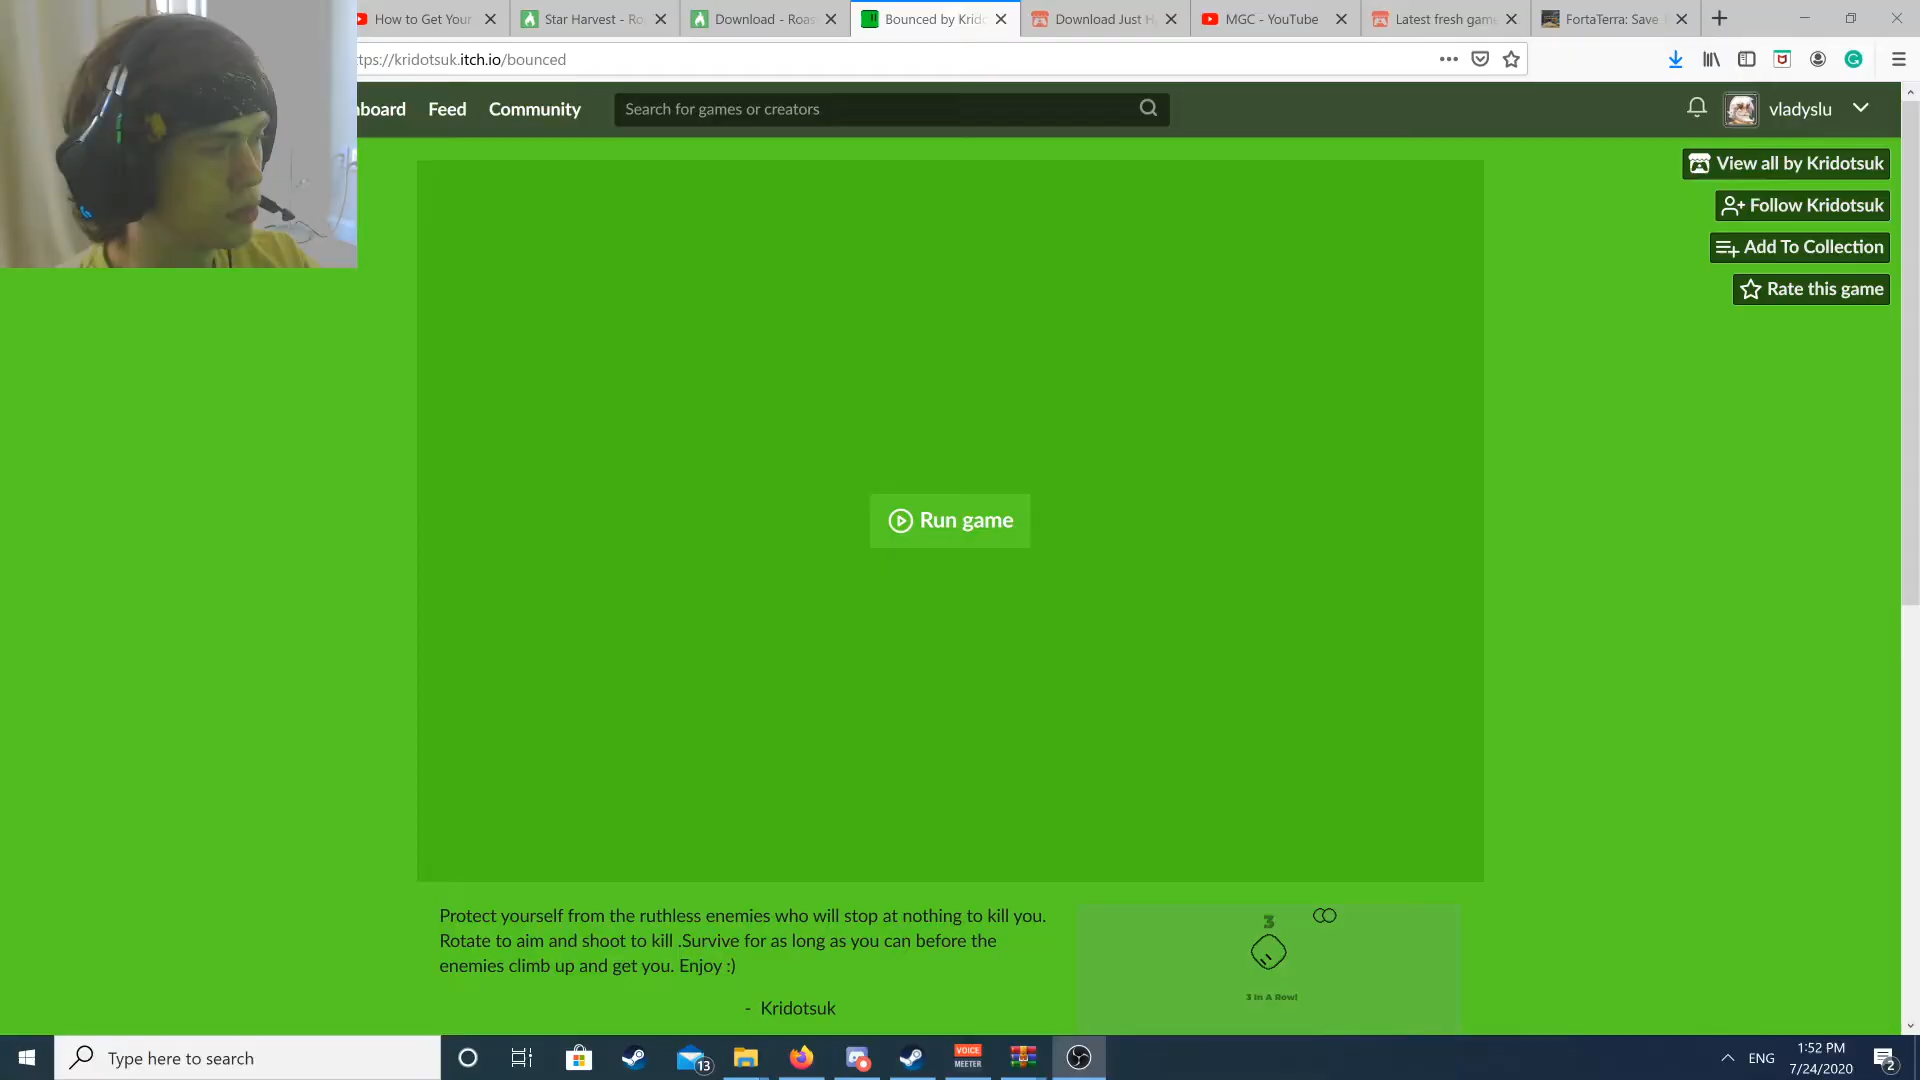 How to Get Your
Star Harvest - Ro
Download - Roas
Bounced by Krido
Download Just H
MGC - YouTube
Latest fresh gam
FortaTerra: Save
tps://kridotsuk.itch.io/bounced
board Feed Community
Search for games or creators
vladyslu
View all by Kridotsuk
Follow Kridotsuk
Add To Collection
Rate this game
Run game
Protect yourself from the ruthless enemies who will stop at nothing to kill you.
Rotate to aim and shoot to kill .Survive for as long as you can before the
enemies climb up and get you. Enjoy :)
- Kridotsuk
3
3 In A Row!
Type here to search
13
VOICE
MEETER
ENG
1:52 PM
7/24/2020
2